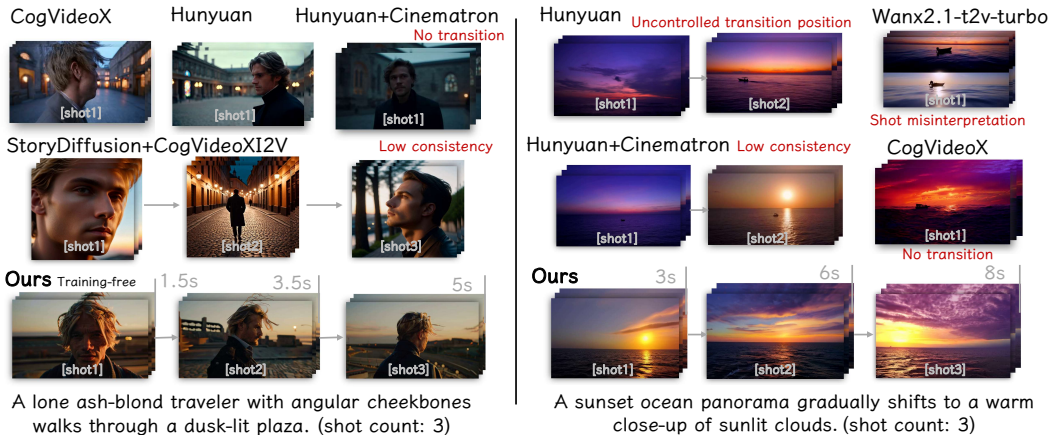 CogVideoX
Hunyuan
Hunyuan+Cinematron
No transition
[shot1]
[shot1]
[shot1]
StoryDiffusion+CogVideoXI2V
Low consistency
[shot1]
[shot2]
[shot3]
Ours Training-free
1.5s
3.5s
5s
[shot1]
[shot2]
[shot3]
A lone ash-blond traveler with angular cheekbones
walks through a dusk-lit plaza. (shot count: 3)
Hunyuan
Uncontrolled transition position
Wanx2.1-t2v-turbo
[shot1]
[shot2]
[shot1]
Shot misinterpretation
Hunyuan+Cinematron
Low consistency
CogVideoX
[shot1]
[shot2]
[shot1]
No transition
Ours
3s
6s
8s
[shot1]
[shot2]
[shot3]
A sunset ocean panorama gradually shifts to a warm
close-up of sunlit clouds. (shot count: 3)